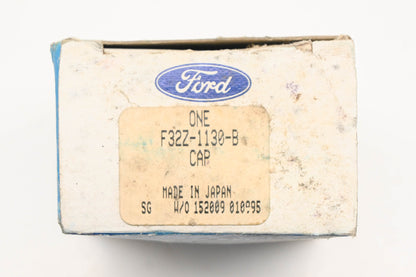 Ford
ONE
F32Z-1130-B
CAP
MADE IN JAPAN
SG W/O 152009 010995